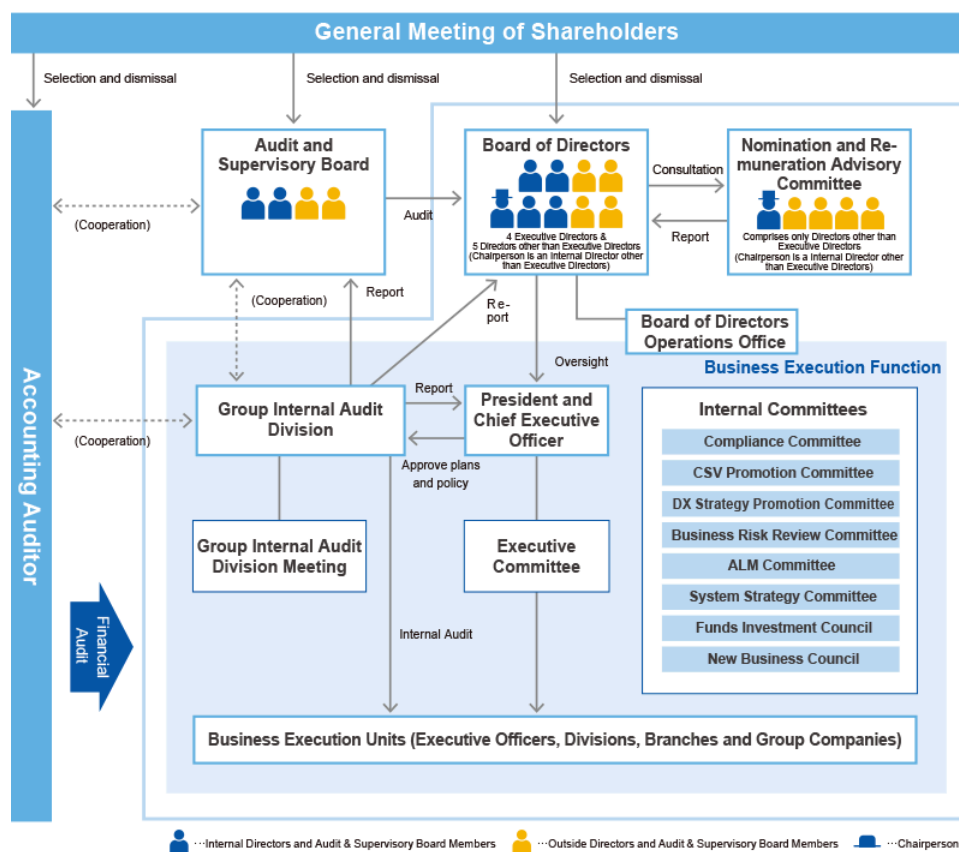 General Meeting of Shareholders
Selection and dismissal
Selection and dismissal
Selection and dismissal
Accounting Auditor
Audit and
Supervisory Board
Board of Directors
4 Executive Directors &
5 Directors other than Executive Directors
(Chairperson is an Internal Director other
than Executive Directors)
Nomination and Re-
muneration Advisory
Committee
Comprises only Directors other than
Executive Directors
(Chairperson is a Internal Director other
than Executive Directors)
Consultation
Report
Audit
(Cooperation)
(Cooperation)
Report
Re-
port
Board of Directors
Operations Office
Oversight
Business Execution Function
(Cooperation)
Group Internal Audit
Division
Report
Approve plans
and policy
President and
Chief Executive
Officer
Internal Committees
Compliance Committee
CSV Promotion Committee
DX Strategy Promotion Committee
Business Risk Review Committee
ALM Committee
System Strategy Committee
Funds Investment Council
New Business Council
Group Internal Audit
Division Meeting
Executive
Committee
Financial
Audit
Internal Audit
Business Execution Units (Executive Officers, Divisions, Branches and Group Companies)
···Internal Directors and Audit & Supervisory Board Members
···Outside Directors and Audit & Supervisory Board Members
···Chairperson